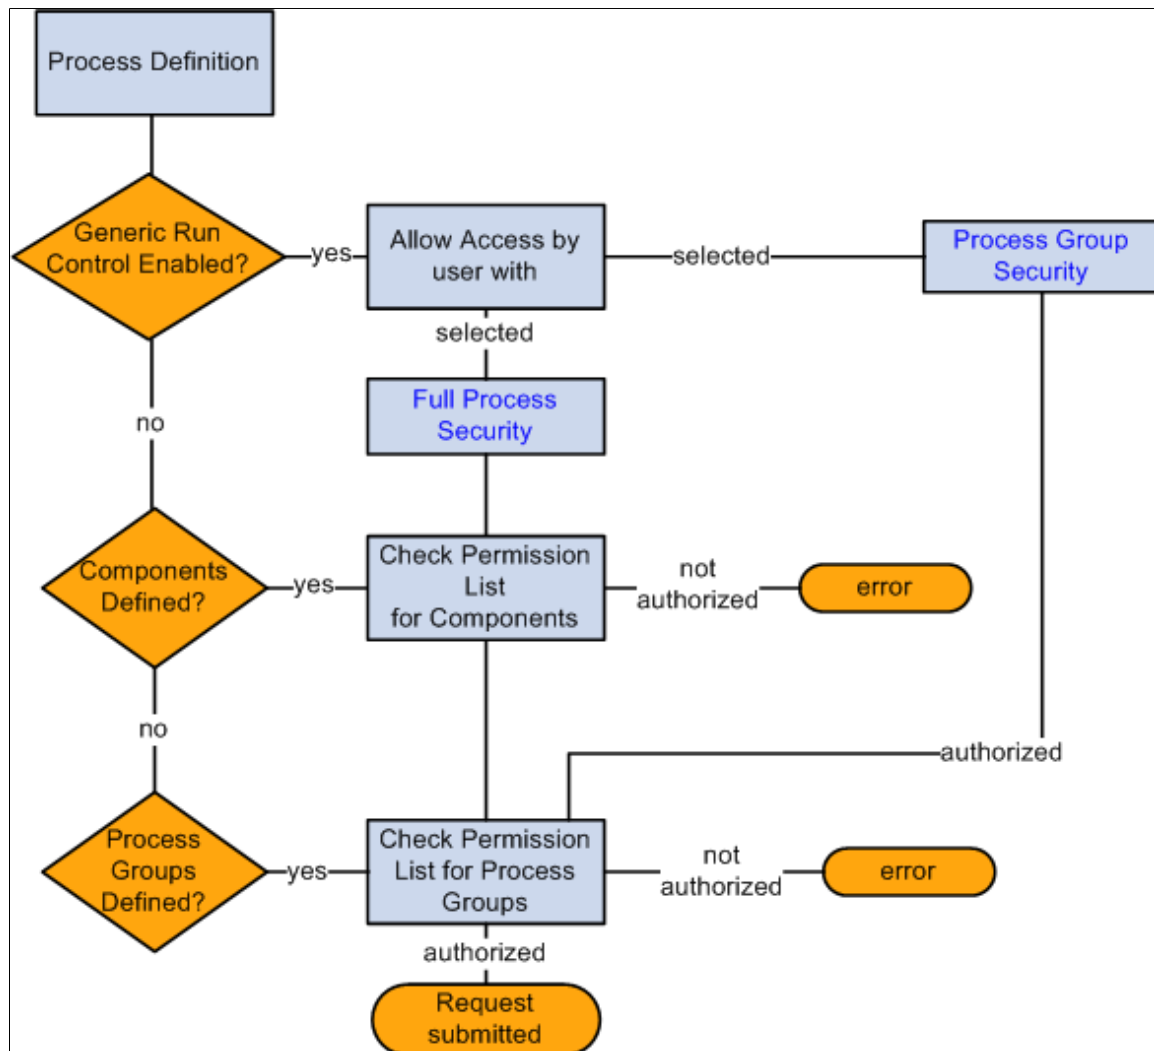 Process Definition
Generic Run
Control Enabled?
yes
Allow Access by
user with
selected
Process Group
Security
selected
Full Process
Security
no
Components
Defined?
yes
Check Permission
List
for Components
not
authorized
error
no
authorized
Process
Groups
Defined?
yes
Check Permission
List for Process
Groups
not
authorized
error
authorized
Request
submitted